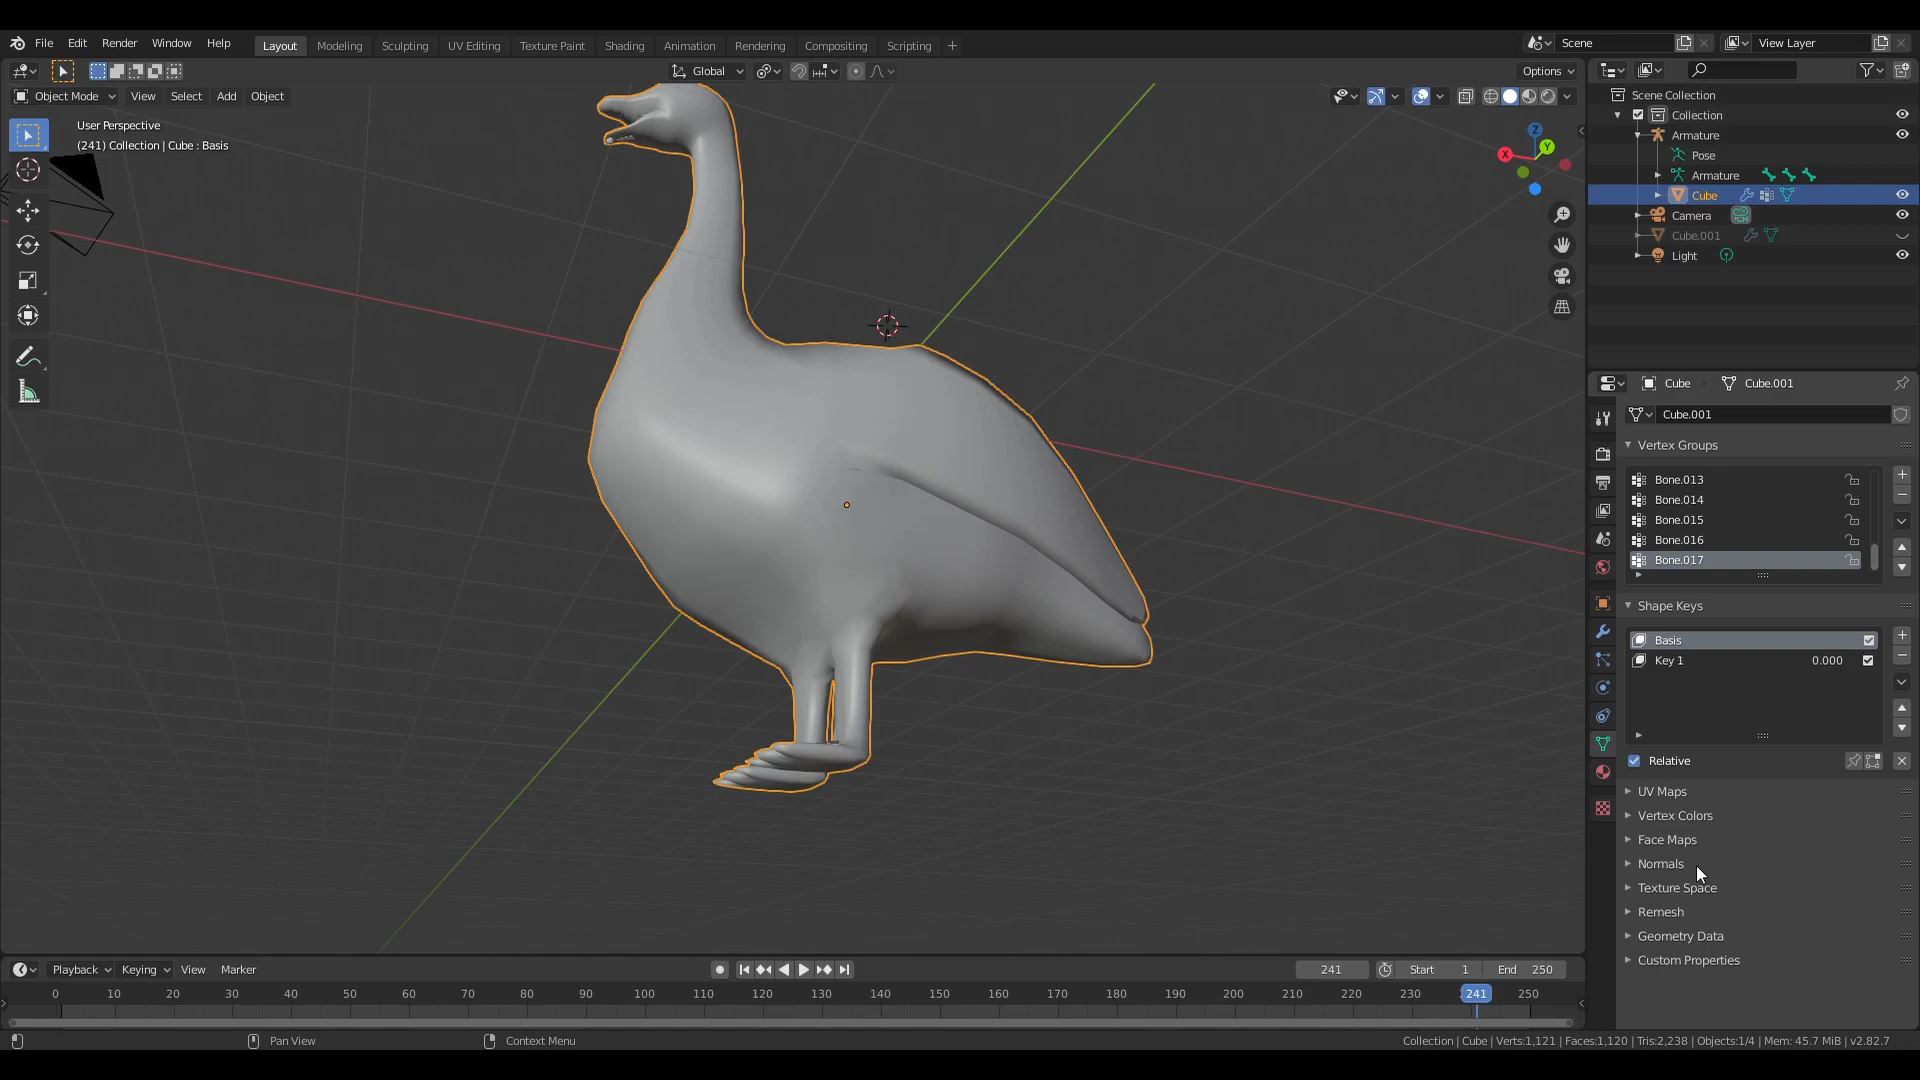 File Edit Render Window Help Layout Modeling Sculpting UV Editing Texture Paint Shading Animation Rendering Compositing Scripting + Scene View Layer
Global Options
Object Mode View Select Add Object
User Perspective
(241) Collection | Cube : Basis
Z
X
Y
Scene Collection
Collection
Armature
Pose
Armature
Cube
Camera
Cube.001
Light
Cube Cube.001
Cube.001
Vertex Groups
Bone.013
Bone.014
Bone.015
Bone.016
Bone.017
Shape Keys
Basis
Key 1 0.000
Relative
UV Maps
Vertex Colors
Face Maps
Normals
Texture Space
Remesh
Geometry Data
Custom Properties
Playback Keying View Marker 241 Start 1 End 250
0 10 20 30 40 50 60 70 80 90 100 110 120 130 140 150 160 170 180 190 200 210 220 230 241 250
Pan View Context Menu Collection | Cube | Verts:1,121 | Faces:1,120 | Tris:2,238 | Objects:1/4 | Mem: 45.7 MiB | v2.82.7